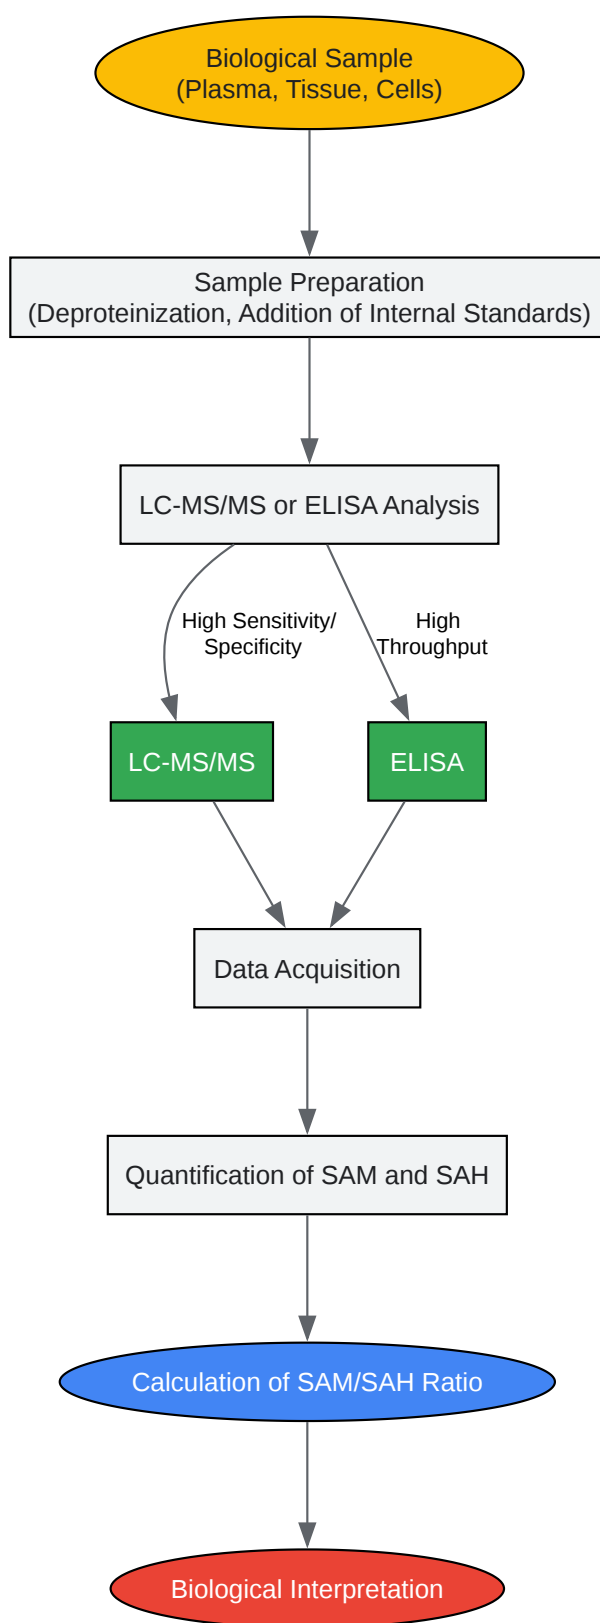 Biological Sample
(Plasma, Tissue, Cells)
Sample Preparation
(Deproteinization, Addition of Internal Standards)
LC-MS/MS or ELISA Analysis
High Sensitivity/
Specificity
High
Throughput
LC-MS/MS
ELISA
Data Acquisition
Quantification of SAM and SAH
Calculation of SAM/SAH Ratio
Biological Interpretation